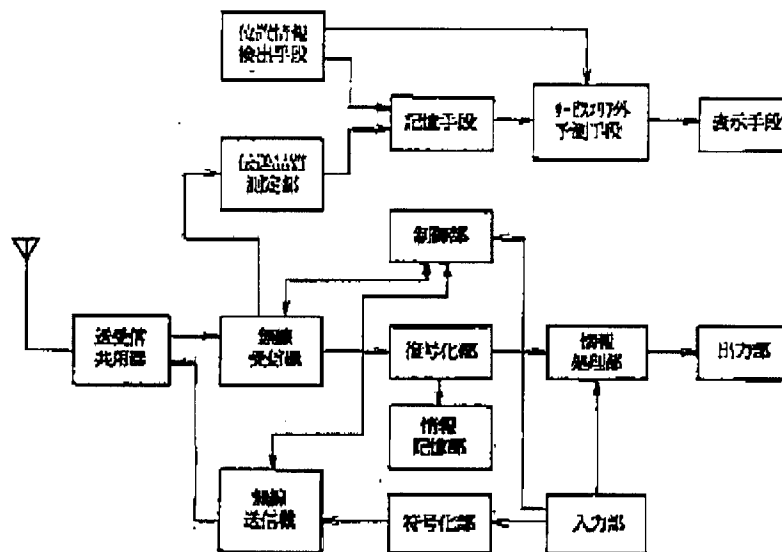 位置情報
検出手段
記憶手段
サービスエリア外
予測手段
表示手段
伝送品質
測定部
制御部
送受信
共用器
無線
受信機
復号化部
情報
処理部
出力部
情報
記憶部
無線
送信機
符号化部
入力部